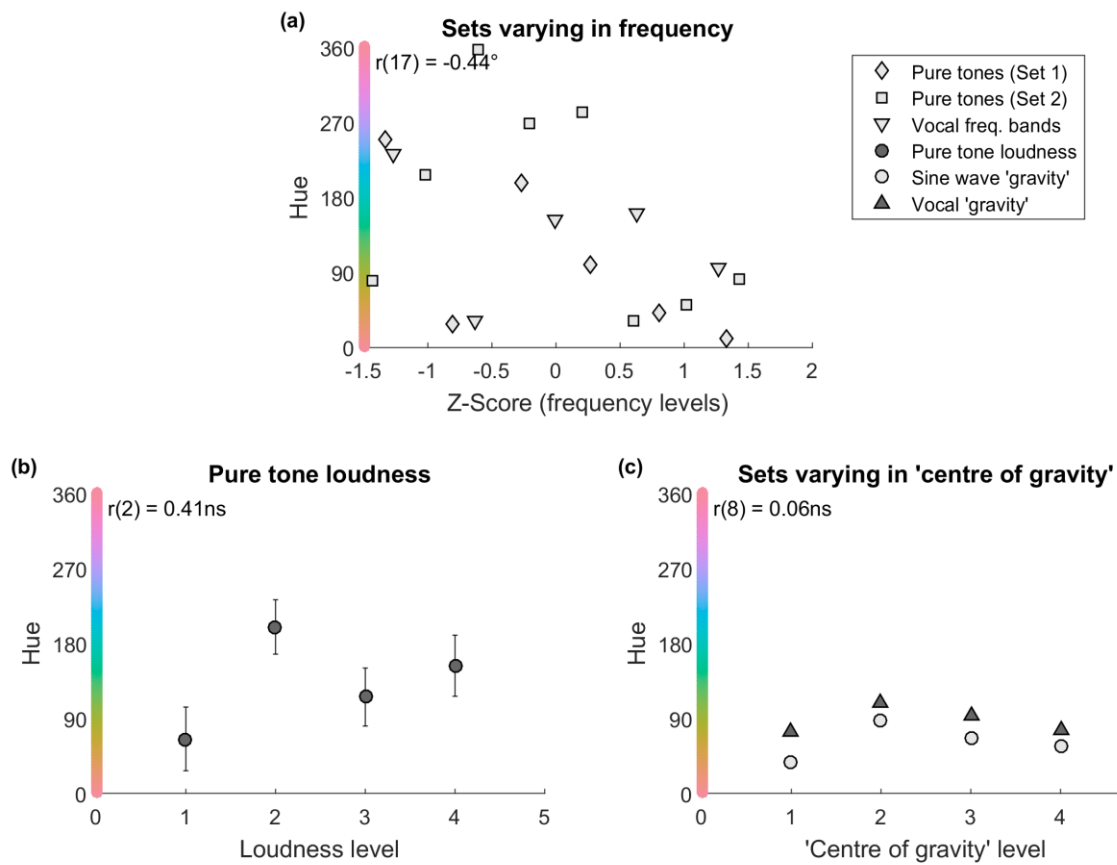 (a)
Sets varying in frequency
r(17) = -0.44°
360
270
180
90
0
Hue
-1.5 -1 -0.5 0 0.5 1 1.5 2
Z-Score (frequency levels)
Pure tones (Set 1)
Pure tones (Set 2)
Vocal freq. bands
Pure tone loudness
Sine wave 'gravity'
Vocal 'gravity'
(b)
Pure tone loudness
r(2) = 0.41ns
360
270
180
90
0
Hue
0 1 2 3 4 5
Loudness level
(c)
Sets varying in 'centre of gravity'
r(8) = 0.06ns
360
270
180
90
0
Hue
0 1 2 3 4
'Centre of gravity' level